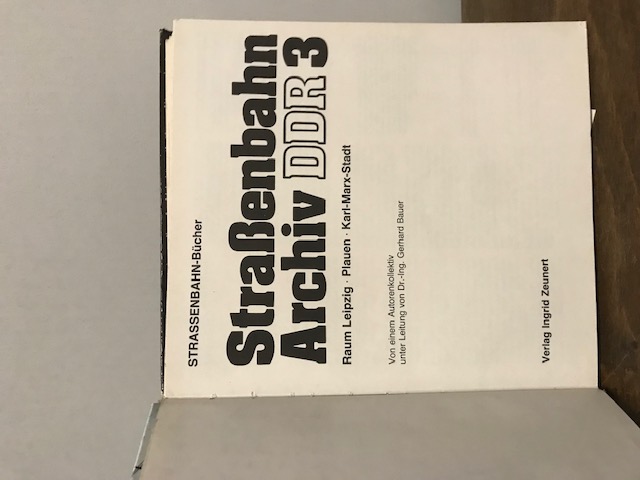 STRASSENBAHN-Bücher
Straßenbahn
Archiv DDR 3
Raum Leipzig · Plauen · Karl-Marx-Stadt
Von einem Autorenkollektiv
unter Leitung von Dr.-Ing. Gerhard Bauer
Verlag Ingrid Zeunert